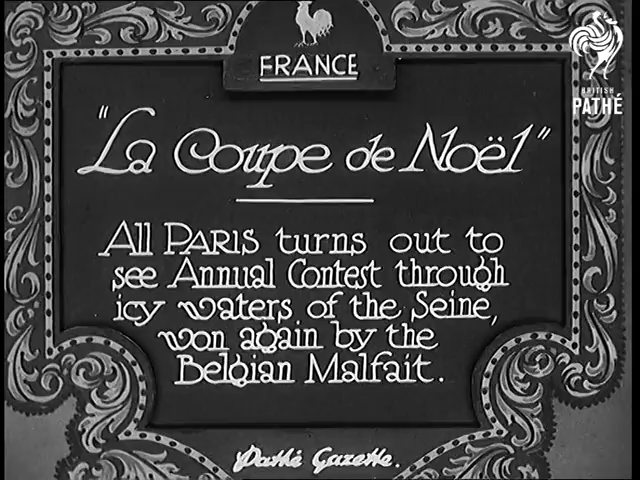 FRANCE
BRITISH
PATHÉ
"La Coupe de Noël"
All PARIS turns out to
see Annual Contest through
icy waters of the Seine,
won again by the
Belgian Malfait.
Pathé Gazette.